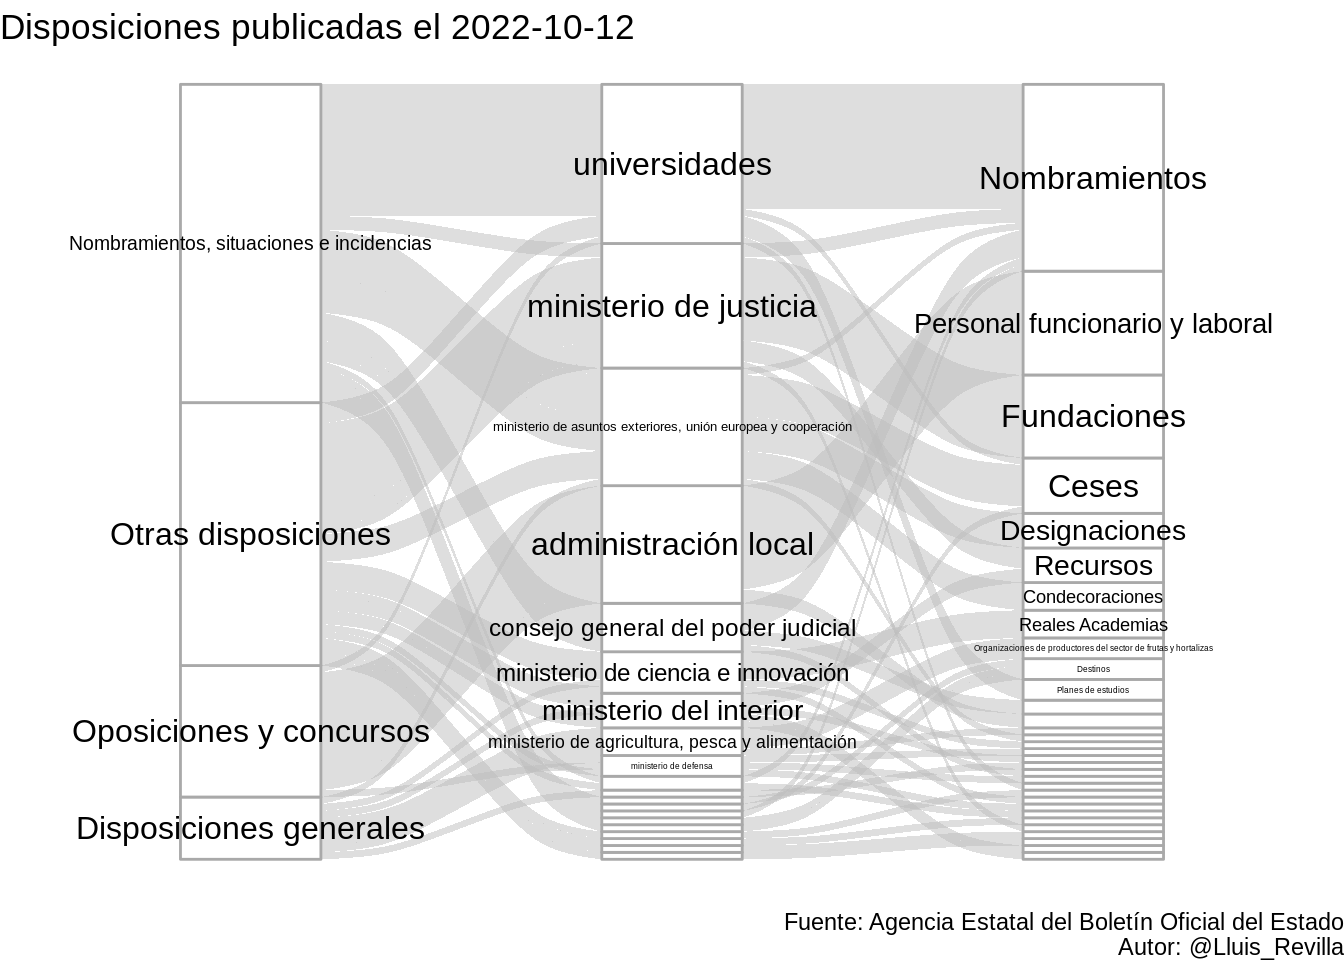 Disposiciones publicadas el 2022-10-12
Nombramientos, situaciones e incidencias
Otras disposiciones
Oposiciones y concursos
Disposiciones generales
universidades
ministerio de justicia
ministerio de asuntos exteriores, unión europea y cooperación
administración local
consejo general del poder judicial
ministerio de ciencia e innovación
ministerio del interior
ministerio de agricultura, pesca y alimentación
ministerio de defensa
Nombramientos
Personal funcionario y laboral
Fundaciones
Ceses
Designaciones
Recursos
Condecoraciones
Reales Academias
Organizaciones de productores del sector de frutas y hortalizas
Destinos
Planes de estudios
Fuente: Agencia Estatal del Boletín Oficial del Estado
Autor: @Lluis_Revilla